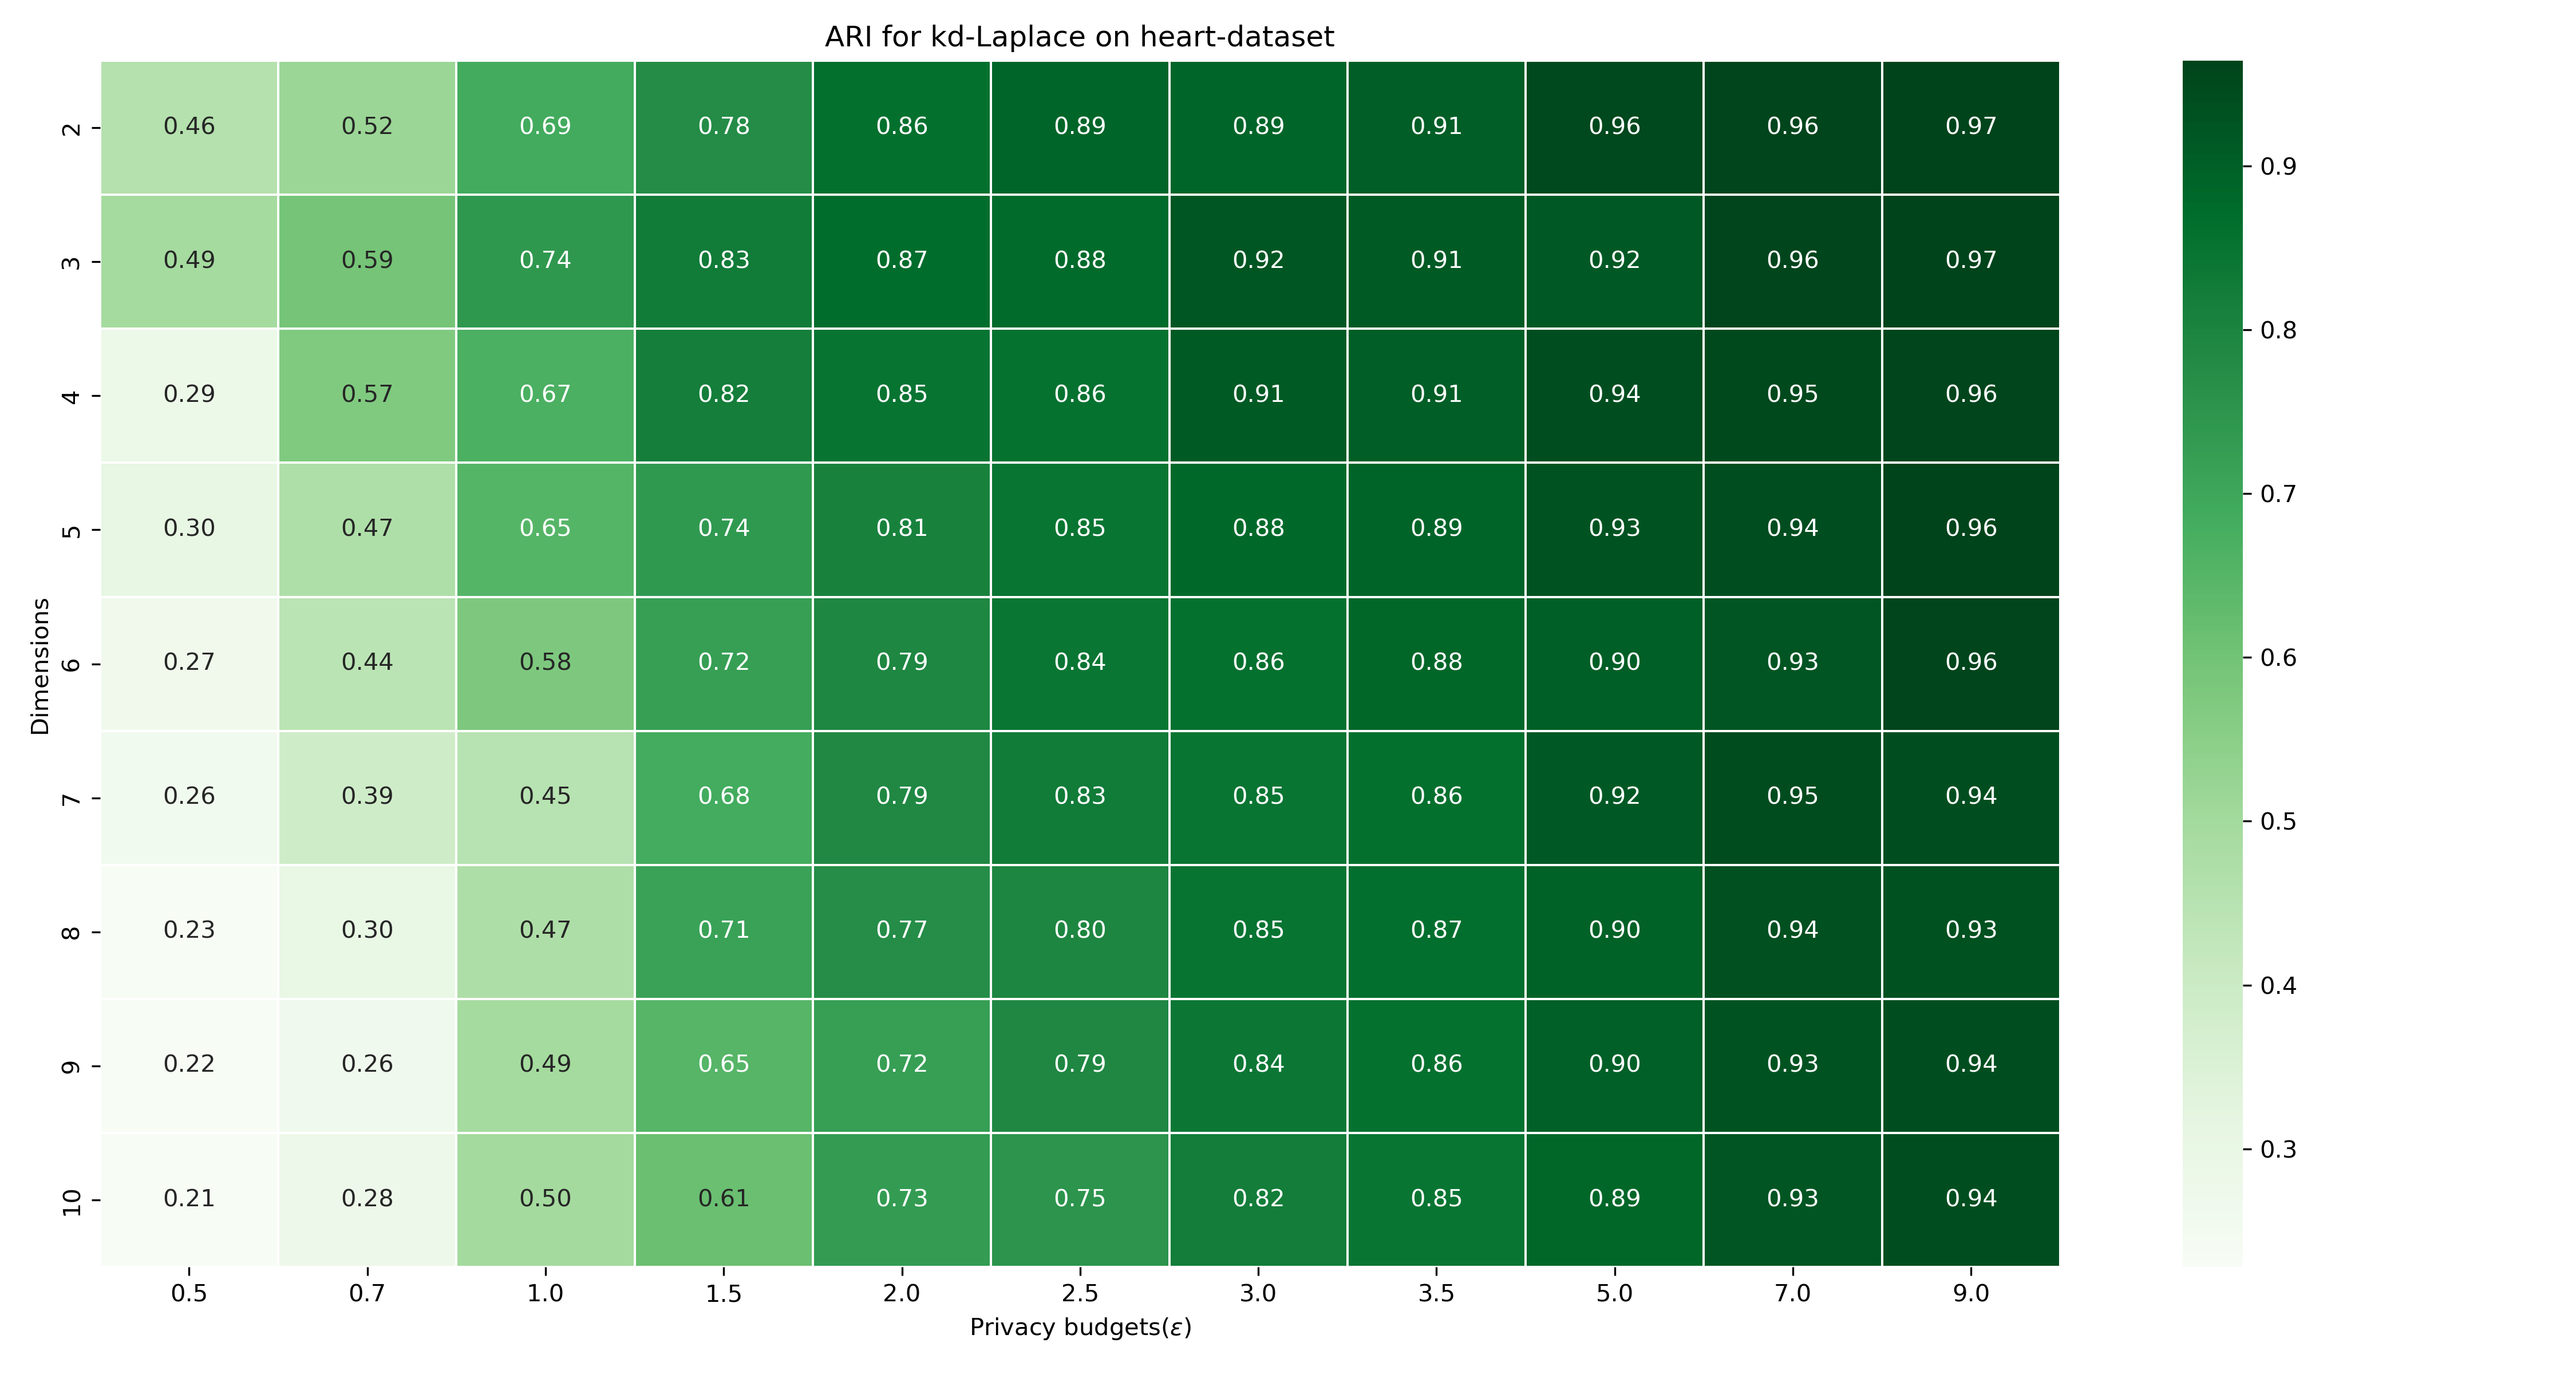 ARI for kd-Laplace on heart-dataset
2 0.46 0.52 0.69 0.78 0.86 0.89 0.89 0.91 0.96 0.96 0.97
3 0.49 0.59 0.74 0.83 0.87 0.88 0.92 0.91 0.92 0.96 0.97
4 0.29 0.57 0.67 0.82 0.85 0.86 0.91 0.91 0.94 0.95 0.96
5 0.30 0.47 0.65 0.74 0.81 0.85 0.88 0.89 0.93 0.94 0.96
6 0.27 0.44 0.58 0.72 0.79 0.84 0.86 0.88 0.90 0.93 0.96
7 0.26 0.39 0.45 0.68 0.79 0.83 0.85 0.86 0.92 0.95 0.94
8 0.23 0.30 0.47 0.71 0.77 0.80 0.85 0.87 0.90 0.94 0.93
9 0.22 0.26 0.49 0.65 0.72 0.79 0.84 0.86 0.90 0.93 0.94
10 0.21 0.28 0.50 0.61 0.73 0.75 0.82 0.85 0.89 0.93 0.94
0.5 0.7 1.0 1.5 2.0 2.5 3.0 3.5 5.0 7.0 9.0
Privacy budgets(ε)
Dimensions
0.9
0.8
0.7
0.6
0.5
0.4
0.3